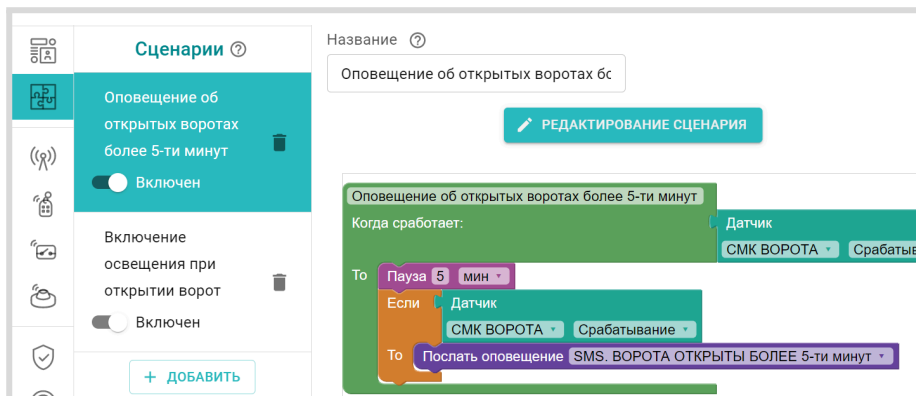 Сценарии
Оповещение об
открытых воротах
более 5-ти минут
Включен
Включение
освещения при
открытии ворот
Включен
+ ДОБАВИТЬ
Название
Оповещение об открытых воротах бо
РЕДАКТИРОВАНИЕ СЦЕНАРИЯ
Оповещение об открытых воротах более 5-ти минут
Когда сработает:
Датчик
СМК ВОРОТА Срабатыв
То Пауза 5 мин
Если Датчик
СМК ВОРОТА Срабатывание
То Послать оповещение SMS. ВОРОТА ОТКРЫТЫ БОЛЕЕ 5-ти минут